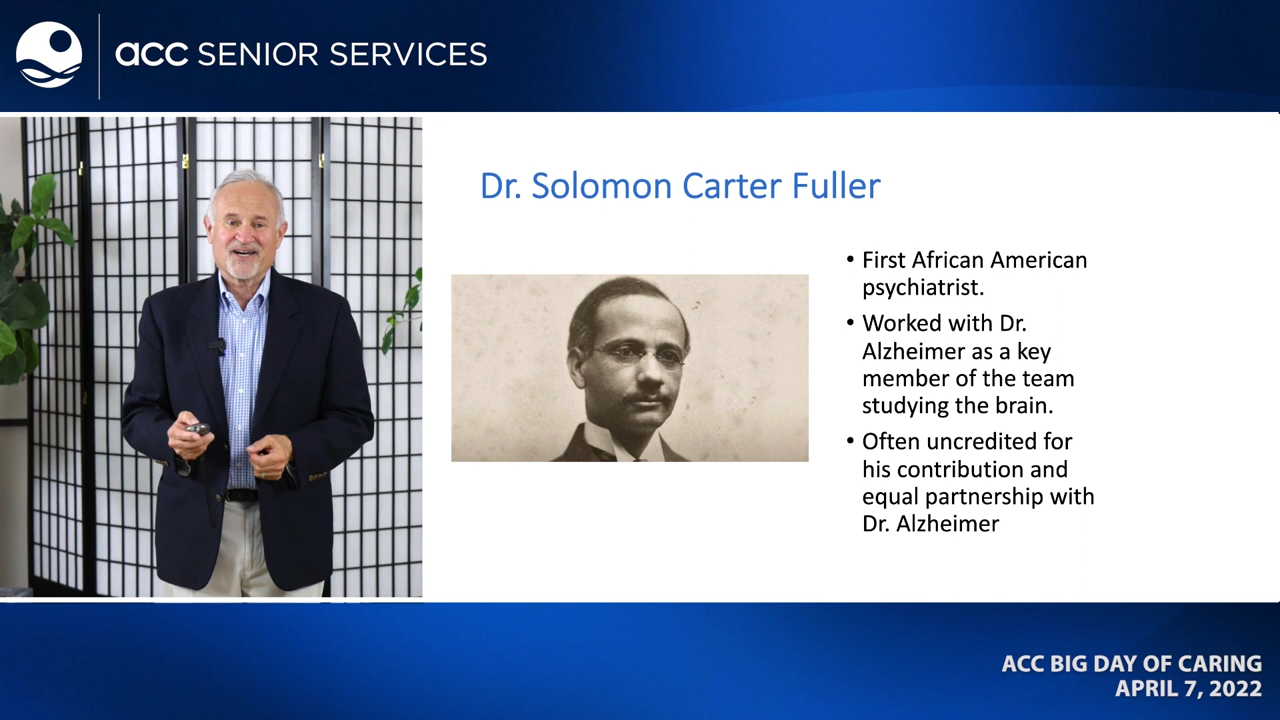 acc SENIOR SERVICES
Dr. Solomon Carter Fuller
• First African American
psychiatrist.
• Worked with Dr.
Alzheimer as a key
member of the team
studying the brain.
• Often uncredited for
his contribution and
equal partnership with
Dr. Alzheimer
ACC BIG DAY OF CARING
APRIL 7, 2022